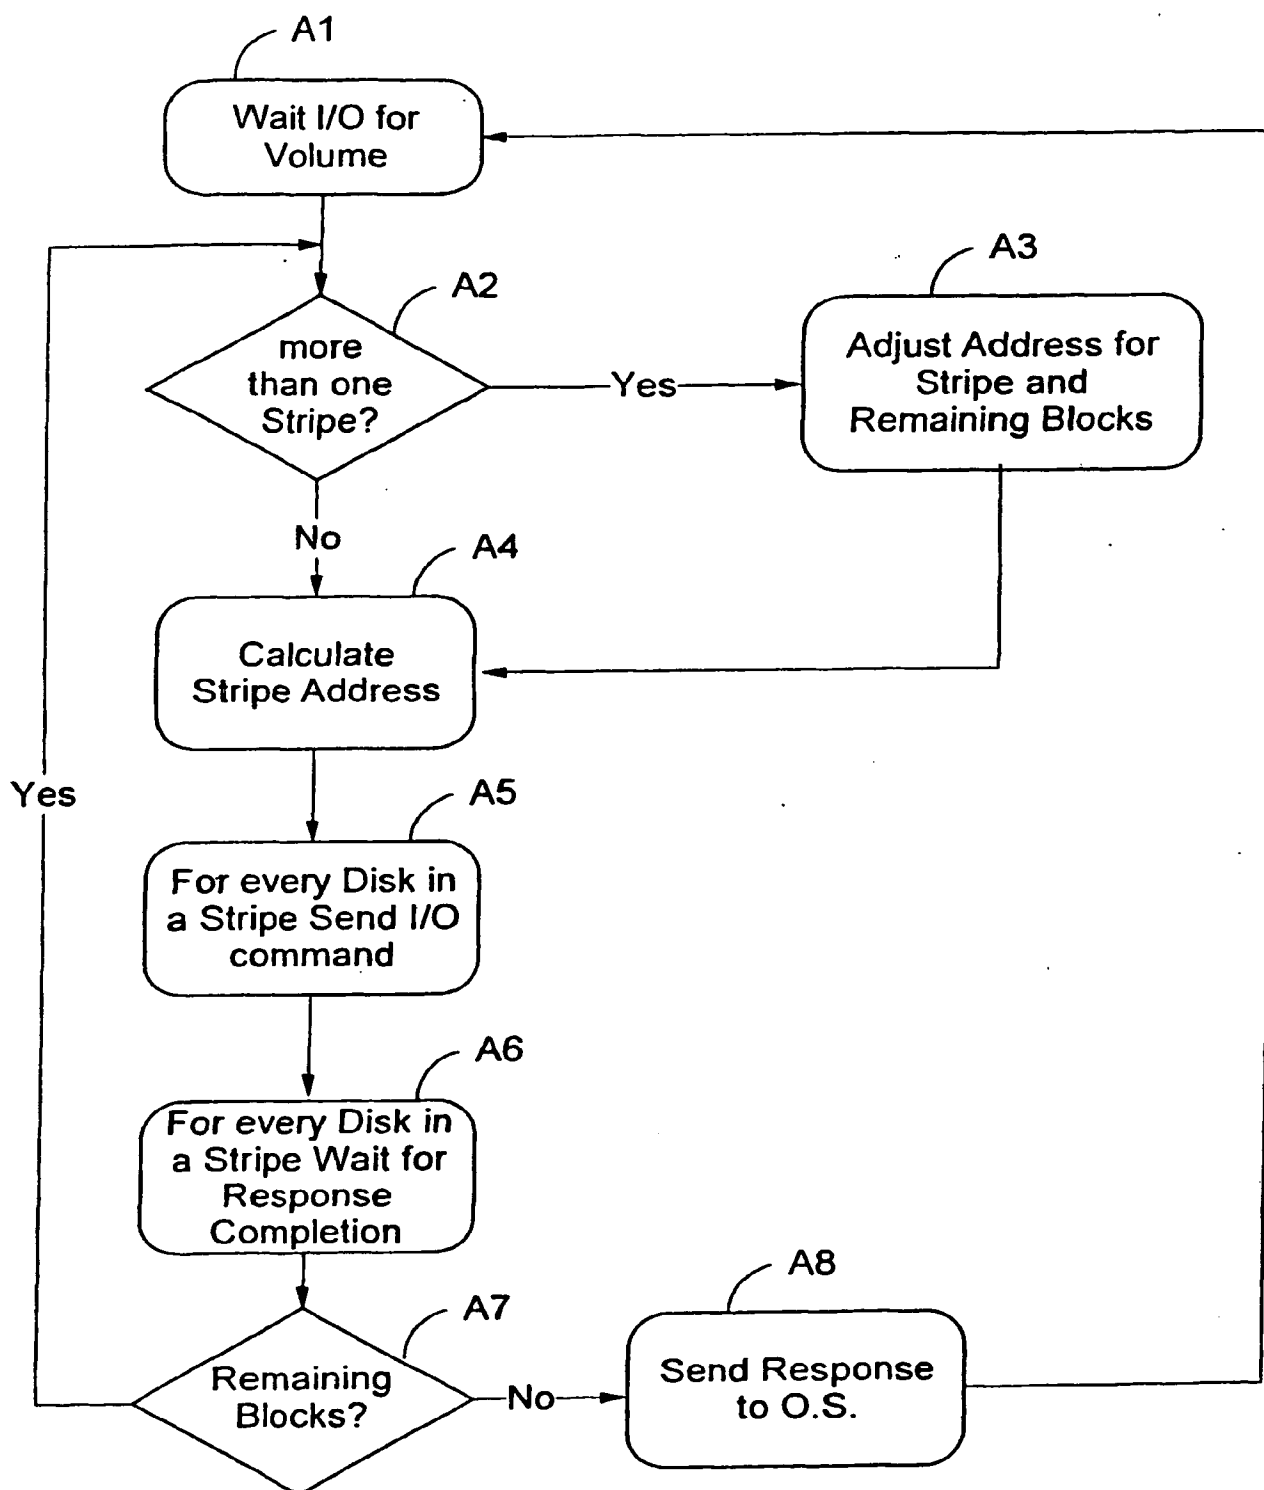 A1
Wait I/O for
Volume
A2
more
than one
Stripe?
Yes
A3
Adjust Address for
Stripe and
Remaining Blocks
No
A4
Calculate
Stripe Address
Yes
A5
For every Disk in
a Stripe Send I/O
command
A6
For every Disk in
a Stripe Wait for
Response
Completion
A7
Remaining
Blocks?
No
A8
Send Response
to O.S.